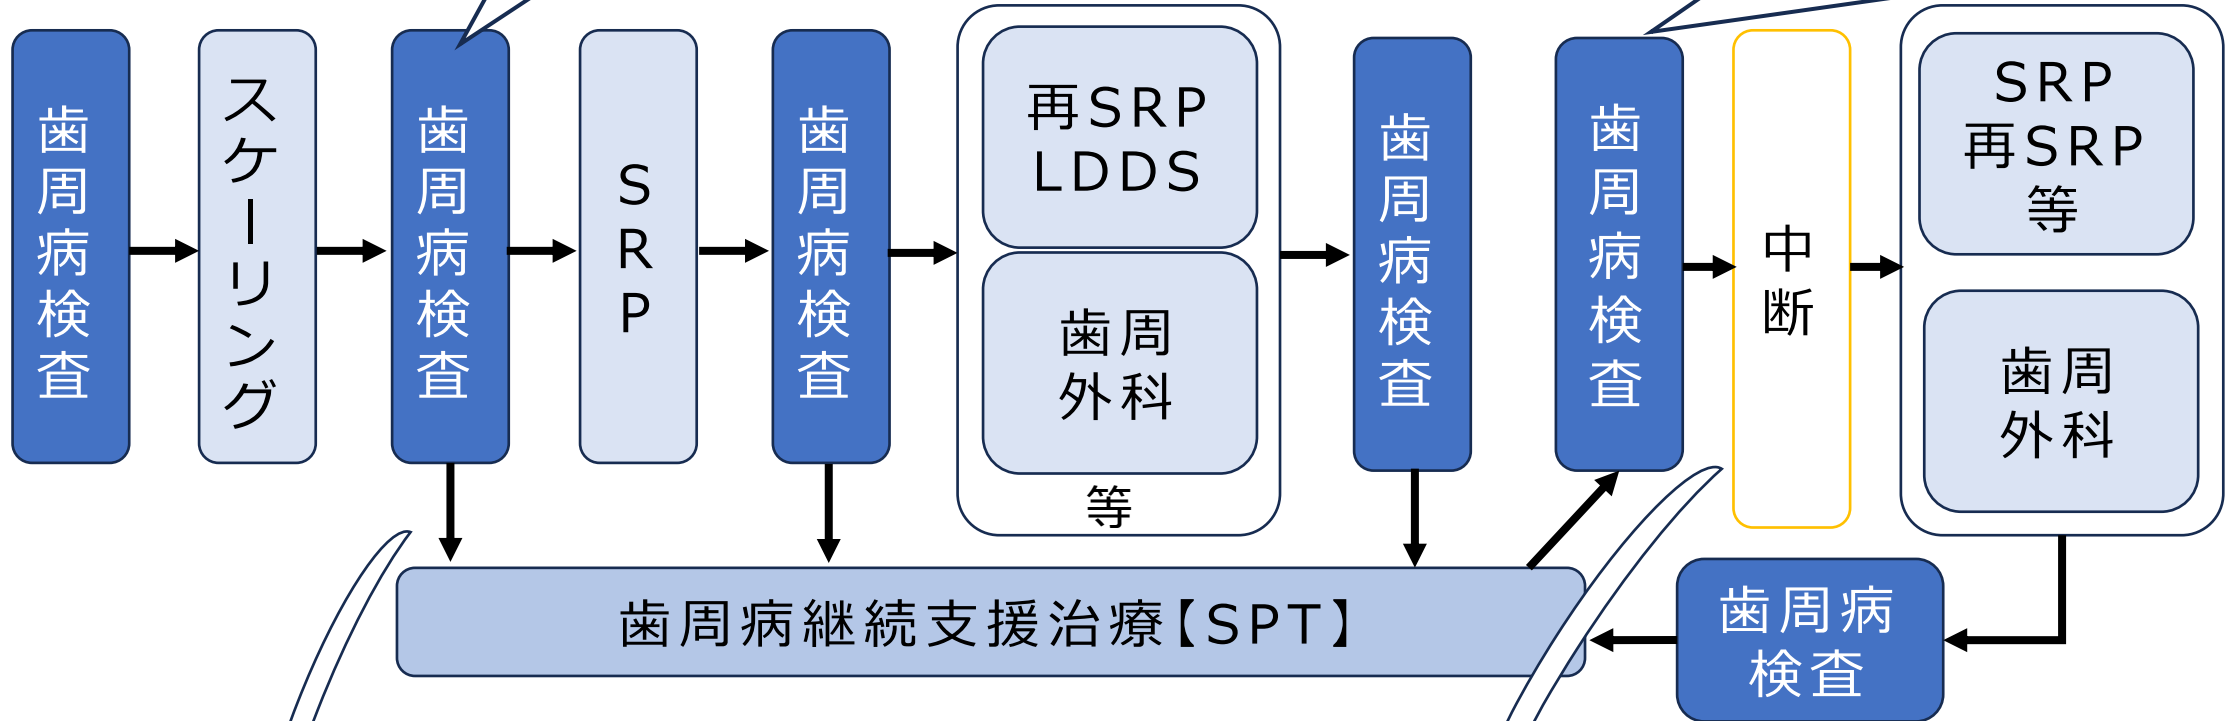 歯周病検査
スケーリング
歯周病検査
SRP
歯周病検査
再SRP
LDDS
歯周
外科
等
歯周病検査
歯周病検査
中断
SRP
再SRP
等
歯周
外科
歯周病継続支援治療【SPT】
歯周病
検査